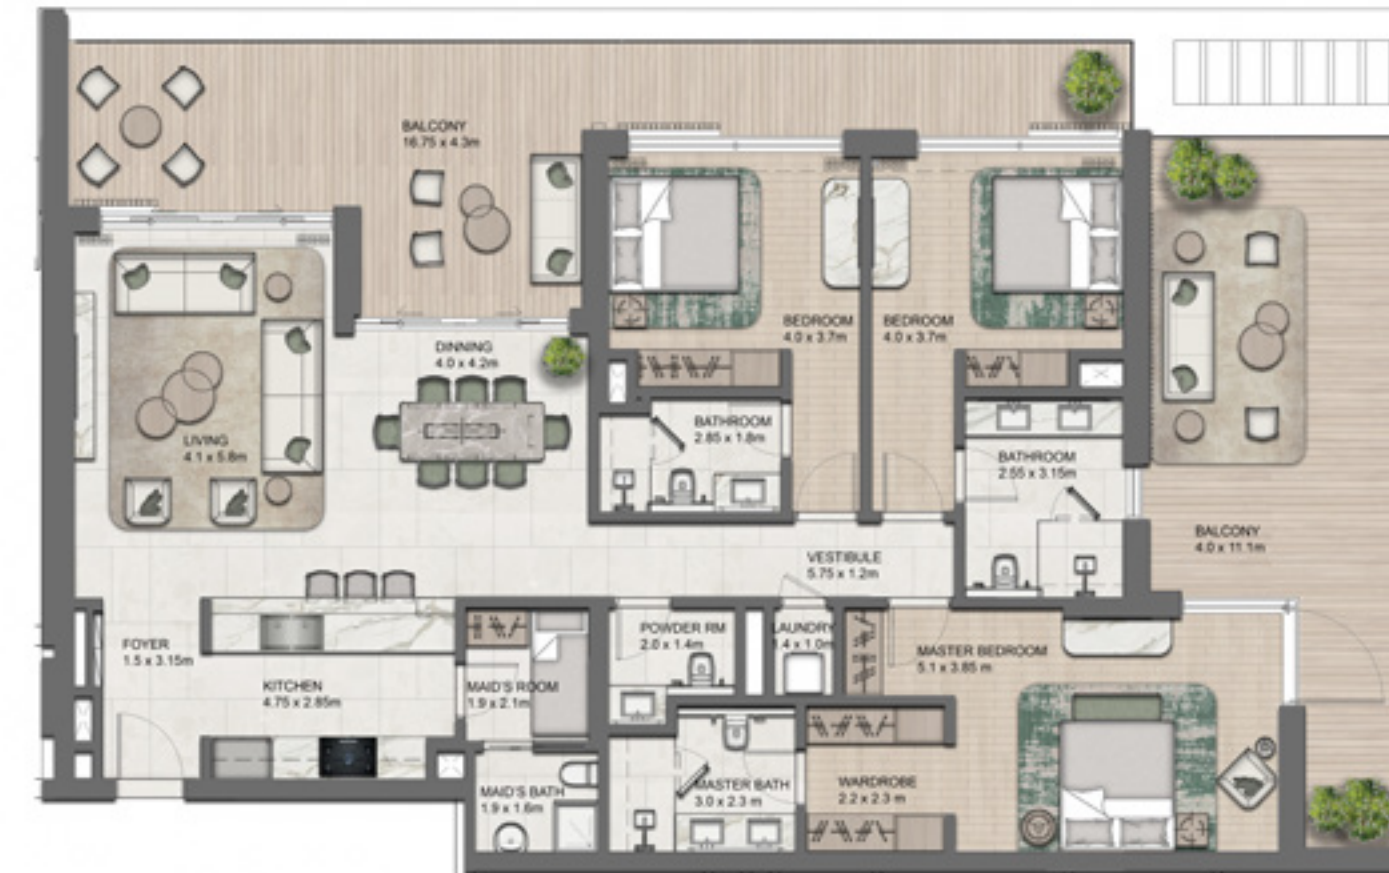 BALCONY
16.75 x 4.3m
BEDROOM
4.0 x 3.7m
BEDROOM
4.0 x 3.7m
DINNING
4.0 x 4.2m
LIVING
4.1 x 5.8m
BATHROOM
2.85 x 1.8m
BATHROOM
2.55 x 3.15m
BALCONY
4.0 x 11.1m
VESTIBULE
5.75 x 1.2m
FOYER
1.5 x 3.15m
KITCHEN
4.75 x 2.85m
MAID'S ROOM
1.9 x 2.1m
POWDER RM
2.0 x 1.4m
LAUNDRY
1.4 x 1.0m
MASTER BEDROOM
5.1 x 3.85 m
MAID'S BATH
1.9 x 1.6m
MASTER BATH
3.0 x 2.3 m
WARDROBE
2.2 x 2.3 m